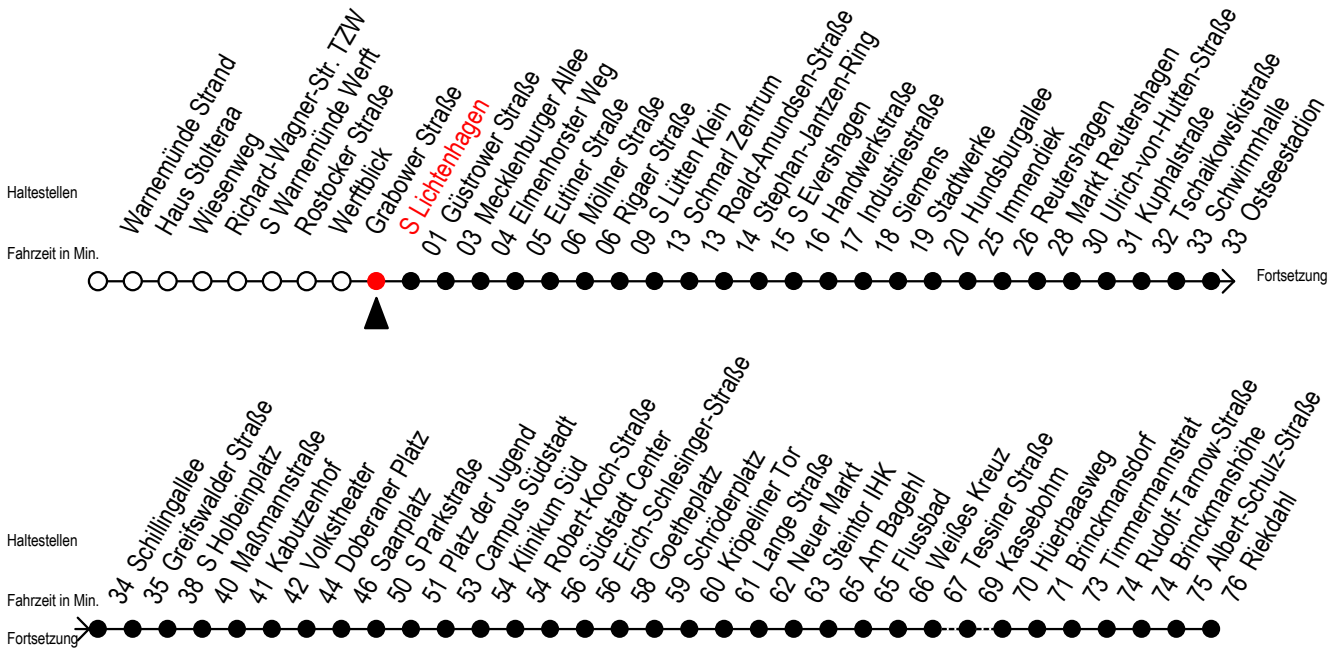 Haltestellen
Fahrzeit in Min.
Warnemünde Strand
Haus Stolteraa
Wiesenweg
Richard-Wagner-Str. TZW
S Warnemünde Werft
Rostocker Straße
Werftblick
Grabower Straße
S Lichtenhagen
01 Güstrower Straße
03 Mecklenburger Allee
04 Elmenhorster Weg
05 Eutiner Straße
06 Möllner Straße
06 Rigaer Straße
09 S Lütten Klein
13 Schmarl Zentrum
13 Roald-Amundsen-Straße
14 Stephan-Jantzen-Ring
15 S Evershagen
16 Handwerkstraße
17 Industriestraße
18 Siemens
19 Stadtwerke
20 Hundsburgallee
25 Immendiek
26 Reutershagen
28 Markt Reutershagen
30 Ulrich-von-Hutten-Straße
31 Kuphalstraße
32 Tschaikowskistraße
33 Schwimmhalle
33 Ostseestadion
Fortsetzung
Haltestellen
Fahrzeit in Min.
Fortsetzung
34 Schillingallee
35 Greifswalder Straße
38 S Holbeinplatz
40 Maßmannstraße
41 Kabutzenhof
42 Volkstheater
44 Doberaner Platz
46 Saarplatz
50 S Parkstraße
51 Platz der Jugend
53 Campus Südstadt
54 Klinikum Süd
54 Robert-Koch-Straße
56 Südstadt Center
56 Erich-Schlesinger-Straße
58 Goetheplatz
59 Schröderplatz
60 Kröpeliner Tor
61 Lange Straße
62 Neuer Markt
63 Steintor IHK
65 Am Bagehl
65 Flussbad
66 Weißes Kreuz
67 Tessiner Straße
69 Kassebohm
70 Hüerbaasweg
71 Brinckmansdorf
73 Timmermannstrat
74 Rudolf-Tarnow-Straße
74 Brinckmanshöhe
75 Albert-Schulz-Straße
76 Riekdahl